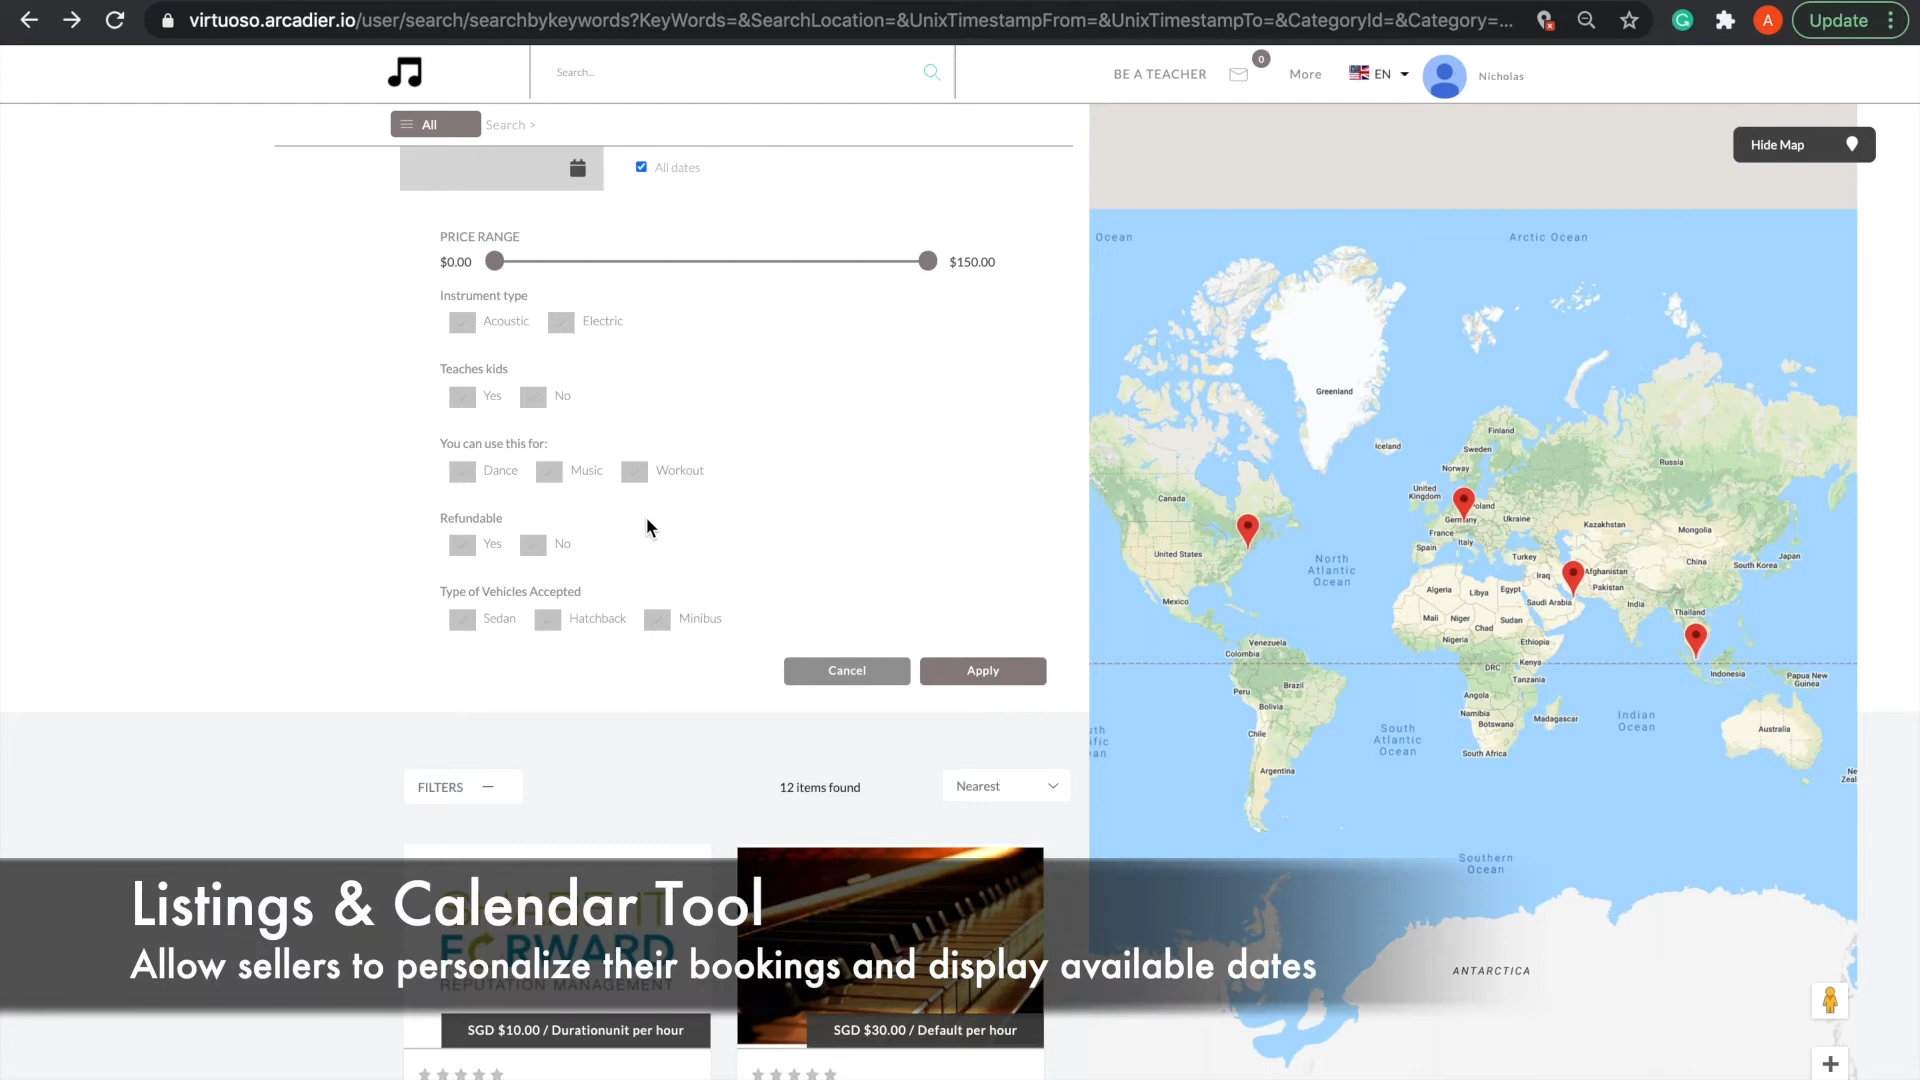 virtuoso.arcadier.io/user/search/searchbykeywords?KeyWords=&SearchLocation=&UnixTimestampFrom=&UnixTimestampTo=&CategoryId=&Category=...
A
Update
Search...
BE A TEACHER
0
More
EN
Nicholas
All
Search >
All dates
Hide Map
PRICE RANGE
$0.00
$150.00
Instrument type
Acoustic
Electric
Teaches kids
Yes
No
You can use this for:
Dance
Music
Workout
Refundable
Yes
No
Type of Vehicles Accepted
Sedan
Hatchback
Minibus
Cancel
Apply
FILTERS
12 items found
Nearest
Listings & Calendar Tool
FORWARD
Allow sellers to personalize their bookings and display available dates
REPUTATION MANAGEMENT
SGD $10.00 / Durationunit per hour
SGD $30.00 / Default per hour
Ocean
Arctic Ocean
Greenland
Iceland
Finland
Sweden
Norway
Russia
United
Kingdom
Poland
Germany
Ukraine
France
Italy
Spain
Kazakhstan
Mongolia
Turkey
China
Japan
South Korea
Iraq
Afghanistan
Pakistan
Canada
United States
North
Atlantic
Ocean
Mexico
Algeria
Libya
Egypt
Saudi Arabia
India
Thailand
Mali
Niger
Chad
Sudan
Nigeria
Ethiopia
Venezuela
Colombia
DRC
Kenya
Tanzania
Indonesia
Papua New
Guinea
Peru
Brazil
Bolivia
Angola
Namibia
Botswana
Madagascar
Chile
South
Atlantic
Ocean
Indian
Ocean
Australia
South Africa
Argentina
Southern
Ocean
ANTARCTICA